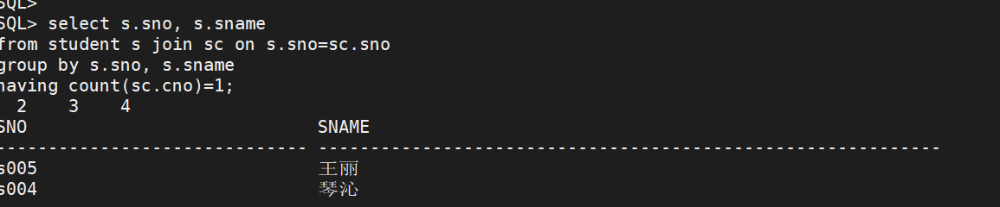 SQL>
SQL> select s.sno, s.sname
from student s join sc on s.sno=sc.sno
group by s.sno, s.sname
having count(sc.cno)=1;
  2    3    4
SNO                            SNAME
------------------------------ ------------------------------------------------------------
s005                           王丽
s004                           琴沁